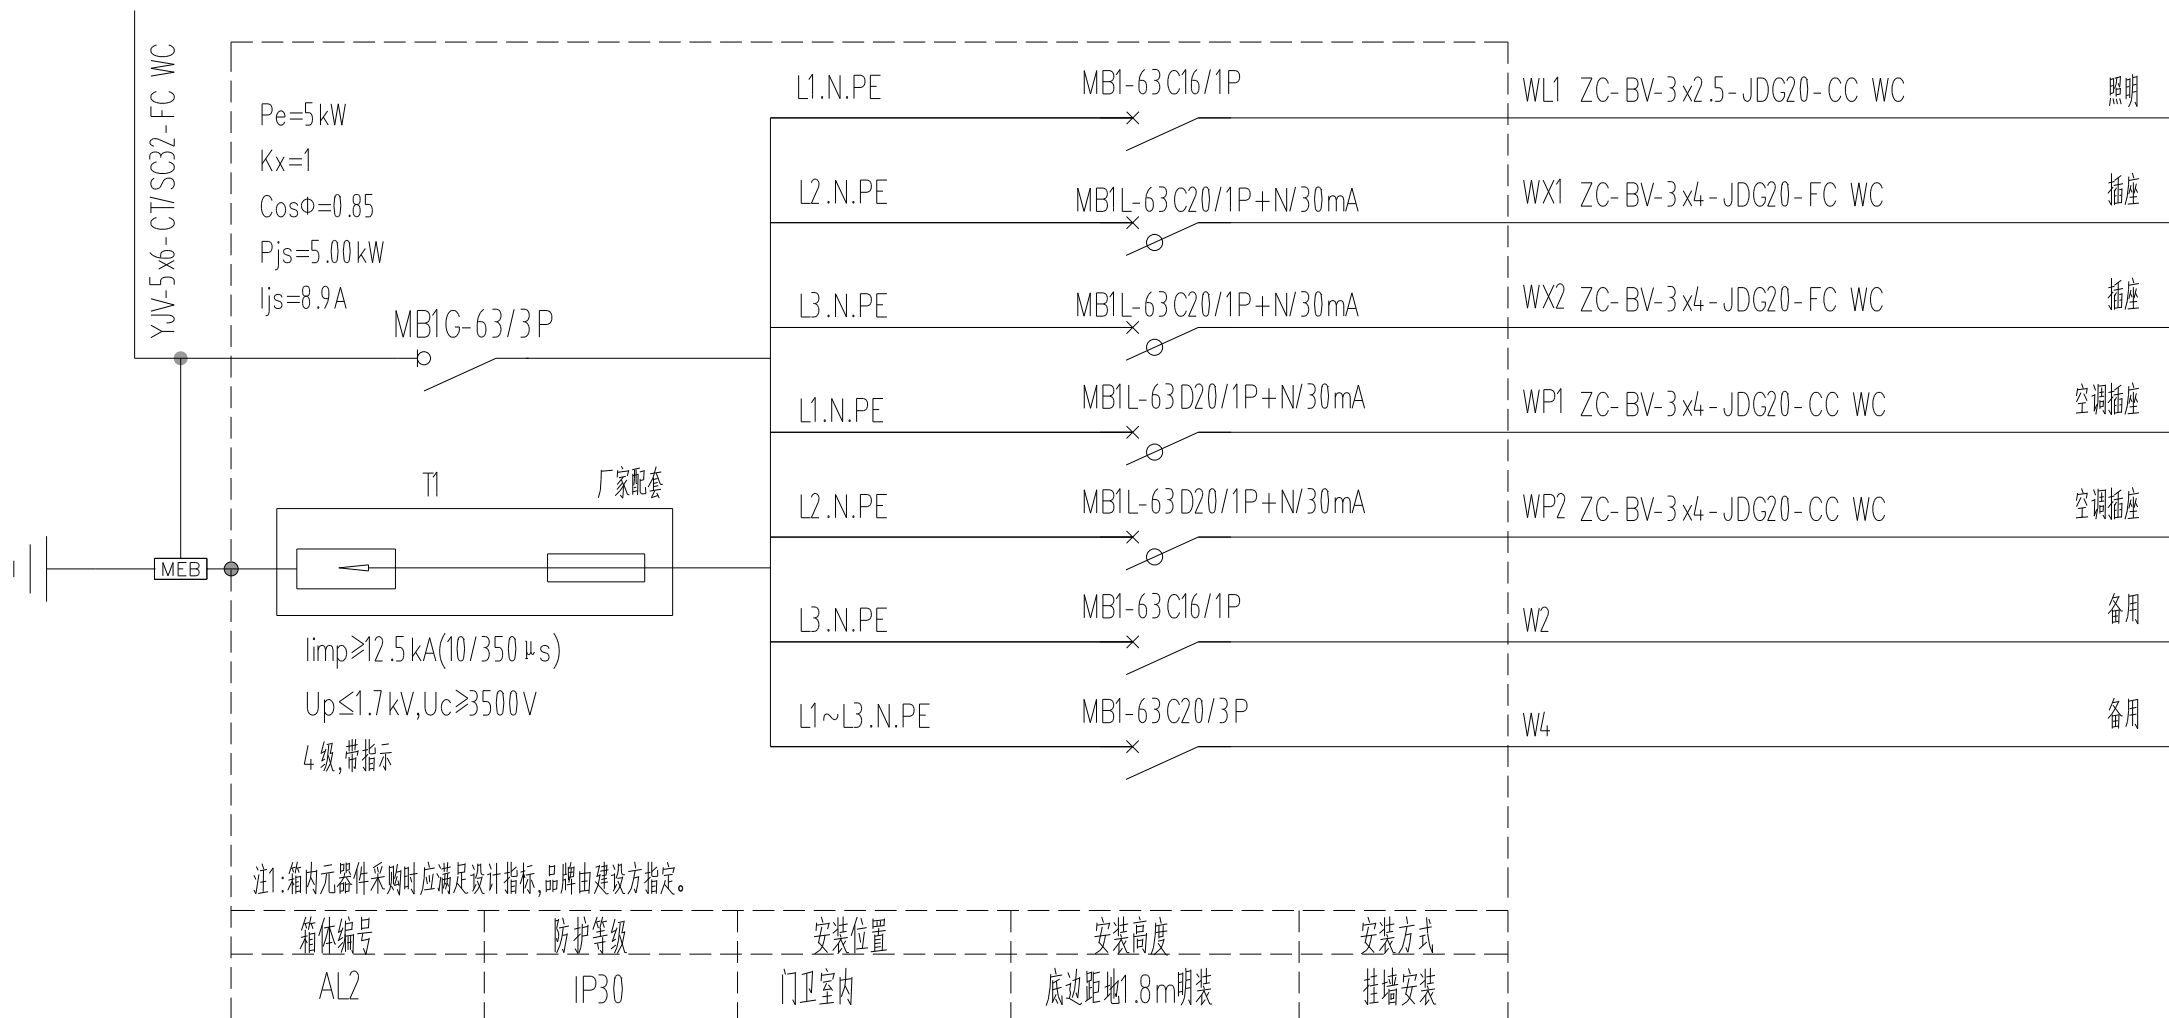 YJV-5x6-CT/SC32-FC WC
Pe=5kW
Kx=1
CosΦ=0.85
Pjs=5.00kW
Ijs=8.9A
MB1G-63/3P
T1
厂家配套
MEB
Iimp≥12.5kA(10/350μs)
Up≤1.7kV,Uc≥3500V
4级,带指示
L1.N.PE
MB1-63C16/1P
WL1 ZC-BV-3x2.5-JDG20-CC WC
照明
L2.N.PE
MB1L-63C20/1P+N/30mA
WX1 ZC-BV-3x4-JDG20-FC WC
插座
L3.N.PE
MB1L-63C20/1P+N/30mA
WX2 ZC-BV-3x4-JDG20-FC WC
插座
L1.N.PE
MB1L-63D20/1P+N/30mA
WP1 ZC-BV-3x4-JDG20-CC WC
空调插座
L2.N.PE
MB1L-63D20/1P+N/30mA
WP2 ZC-BV-3x4-JDG20-CC WC
空调插座
L3.N.PE
MB1-63C16/1P
W2
备用
L1~L3.N.PE
MB1-63C20/3P
W4
备用
注1:箱内元器件采购时应满足设计指标,品牌由建设方指定。
箱体编号 防护等级 安装位置 安装高度 安装方式
AL2 IP30 门卫室内 底边距地1.8m明装 挂墙安装